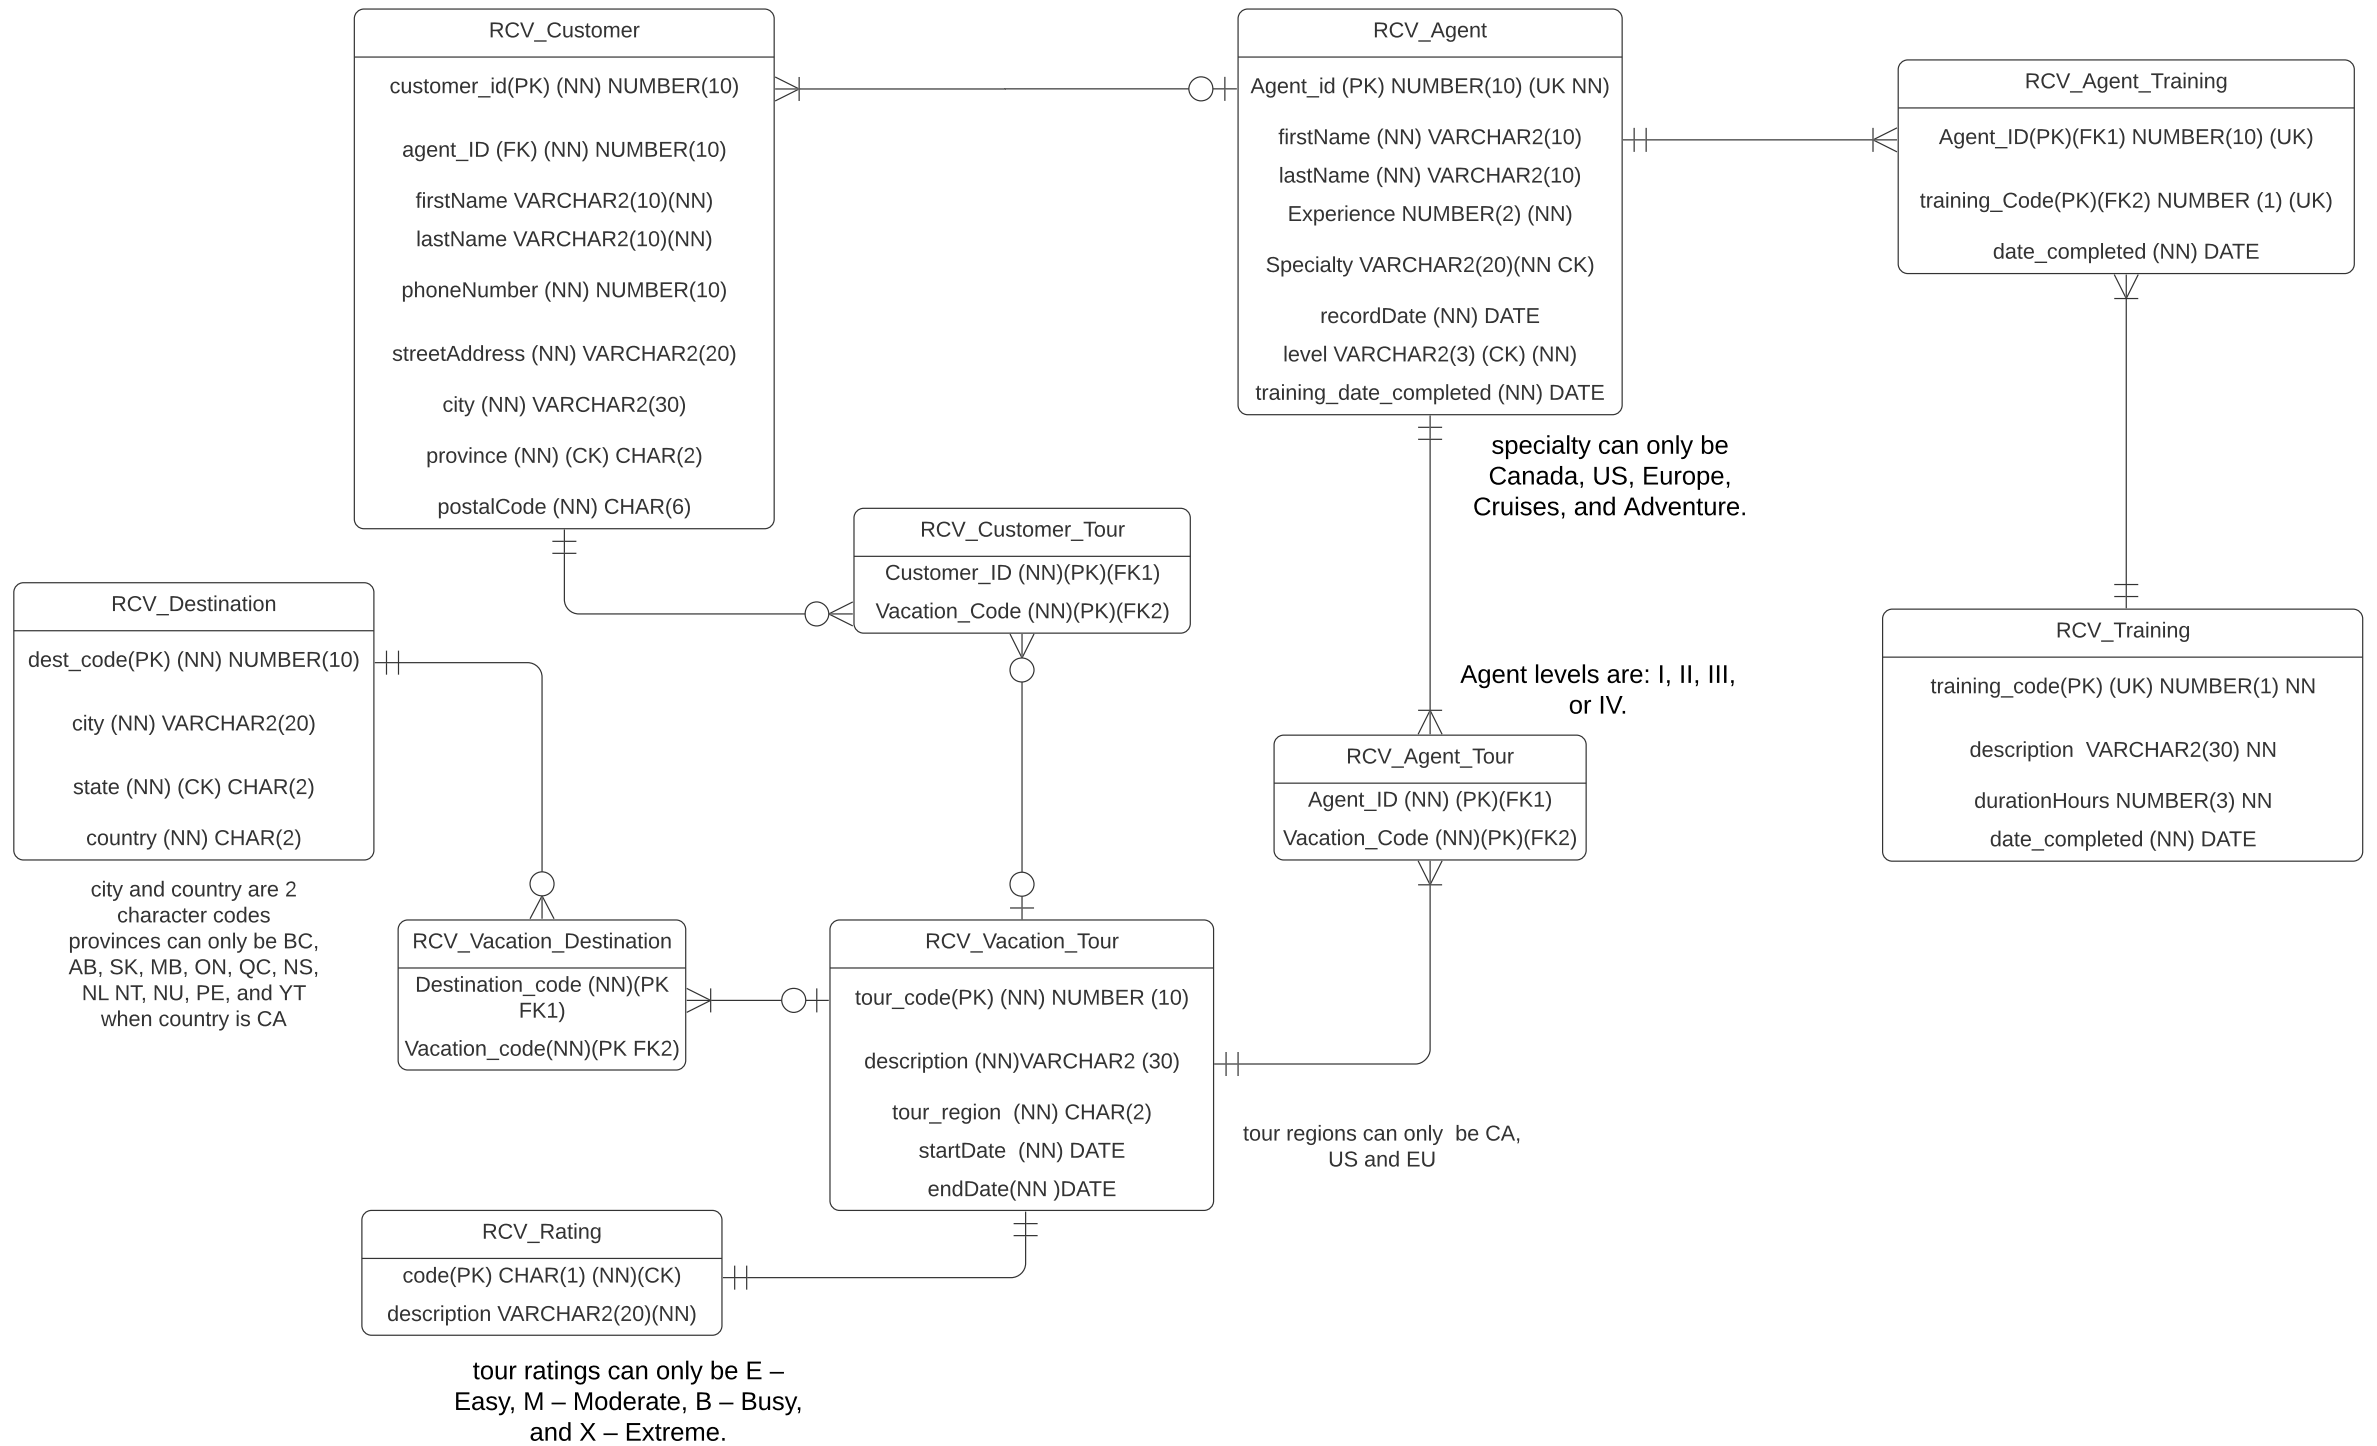 RCV_Customer
customer_id(PK) (NN) NUMBER(10)
agent_ID (FK) (NN) NUMBER(10)
firstName VARCHAR2(10)(NN)
lastName VARCHAR2(10)(NN)
phoneNumber (NN) NUMBER(10)
streetAddress (NN) VARCHAR2(20)
city (NN) VARCHAR2(30)
province (NN) (CK) CHAR(2)
postalCode (NN) CHAR(6)
RCV_Agent
Agent_id (PK) NUMBER(10) (UK NN)
firstName (NN) VARCHAR2(10)
lastName (NN) VARCHAR2(10)
Experience NUMBER(2) (NN)
Specialty VARCHAR2(20)(NN CK)
recordDate (NN) DATE
level VARCHAR2(3) (CK) (NN)
training_date_completed (NN) DATE
RCV_Agent_Training
Agent_ID(PK)(FK1) NUMBER(10) (UK)
training_Code(PK)(FK2) NUMBER (1) (UK)
date_completed (NN) DATE
specialty can only be
Canada, US, Europe,
Cruises, and Adventure.
RCV_Customer_Tour
Customer_ID (NN)(PK)(FK1)
Vacation_Code (NN)(PK)(FK2)
RCV_Destination
dest_code(PK) (NN) NUMBER(10)
city (NN) VARCHAR2(20)
state (NN) (CK) CHAR(2)
country (NN) CHAR(2)
city and country are 2
character codes
provinces can only be BC,
AB, SK, MB, ON, QC, NS,
NL NT, NU, PE, and YT
when country is CA
Agent levels are: I, II, III,
or IV.
RCV_Agent_Tour
Agent_ID (NN) (PK)(FK1)
Vacation_Code (NN)(PK)(FK2)
RCV_Training
training_code(PK) (UK) NUMBER(1) NN
description  VARCHAR2(30) NN
durationHours NUMBER(3) NN
date_completed (NN) DATE
RCV_Vacation_Destination
Destination_code (NN)(PK
FK1)
Vacation_code(NN)(PK FK2)
RCV_Vacation_Tour
tour_code(PK) (NN) NUMBER (10)
description (NN)VARCHAR2 (30)
tour_region  (NN) CHAR(2)
startDate  (NN) DATE
endDate(NN )DATE
tour regions can only  be CA,
US and EU
RCV_Rating
code(PK) CHAR(1) (NN)(CK)
description VARCHAR2(20)(NN)
tour ratings can only be E –
Easy, M – Moderate, B – Busy,
and X – Extreme.